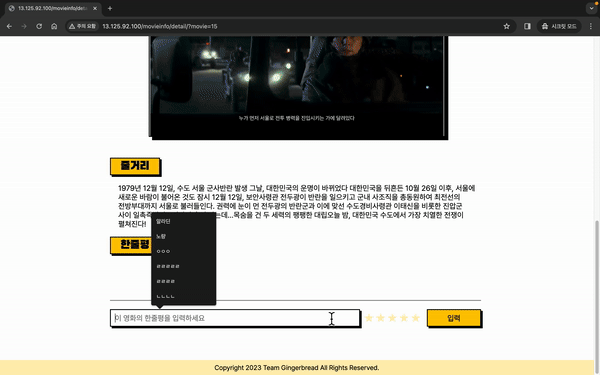 13.125.92.100/movieinfo/detail/
주의 요함
13.125.92.100/movieinfo/detail/?movie=15
시크릿 모드
누가 먼저 서울로 전투 병력을 진입시키는 가에 달려있다
줄거리
1979년 12월 12일, 수도 서울 군사반란 발생 그날, 대한민국의 운명이 바뀌었다 대한민국을 뒤흔든 10월 26일 이후, 서울에
새로운 바람이 불어온 것도 잠시 12월 12일, 보안사령관 전두광이 반란을 일으키고 군내 사조직을 총동원하여 최전선의
전방부대까지 서울로 불러들인다. 권력에 눈이 먼 전두광의 반란군과 이에 맞선 수도경비사령관 이태신을 비롯한 진압군
사이 일촉즉 는데...목숨을 건 두 세력의 팽팽한 대립오늘 밤, 대한민국 수도에서 가장 치열한 전쟁이
펼쳐진다!
한줄평
알라딘
노량
ㅇㅇㅇ
ㄹㄹㄹㄹㄹ
ㄹㄹㄹㄹ
ㄴㄴㄴㄴ
이 영화의 한줄평을 입력하세요
입력
Copyright 2023 Team Gingerbread All Rights Reserved.